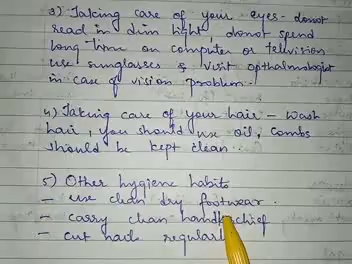 3) Taking care of your eyes - donot
read in dim light, donot spend
long time on computer or television
use sunglasses & visit opthalmologist
in case of vision problem.
4) Taking care of your hair - wash
hair, you should use oil, combs
should be kept clean.
5) Other hygiene habits
- use clean dry footwear.
- carry clean handkerchief
- cut nails